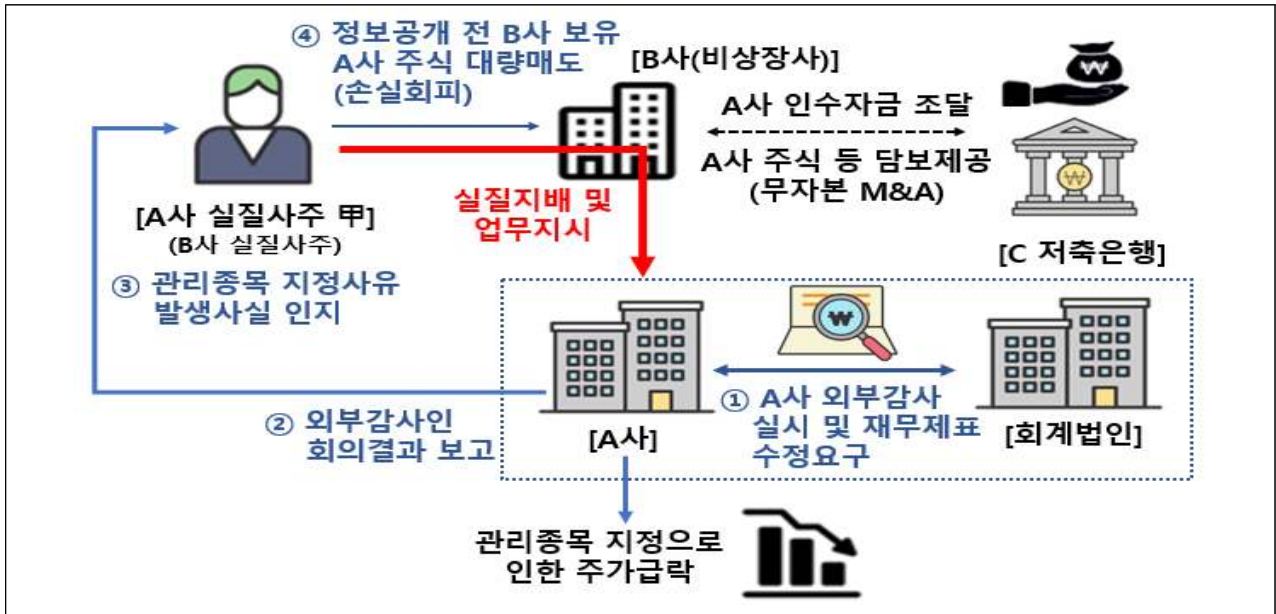 ④ 정보공개 전 B사 보유
A사 주식 대량매도
(손실회피)
[B사(비상장사)]
A사 인수자금 조달
A사 주식 등 담보제공
(무자본 M&A)
[C 저축은행]
[A사 실질사주 甲]
(B사 실질사주)
실질지배 및
업무지시
③ 관리종목 지정사유
발생사실 인지
② 외부감사인
회의결과 보고
[A사]
① A사 외부감사
실시 및 재무제표
수정요구
[회계법인]
관리종목 지정으로
인한 주가급락
₩
₩
₩